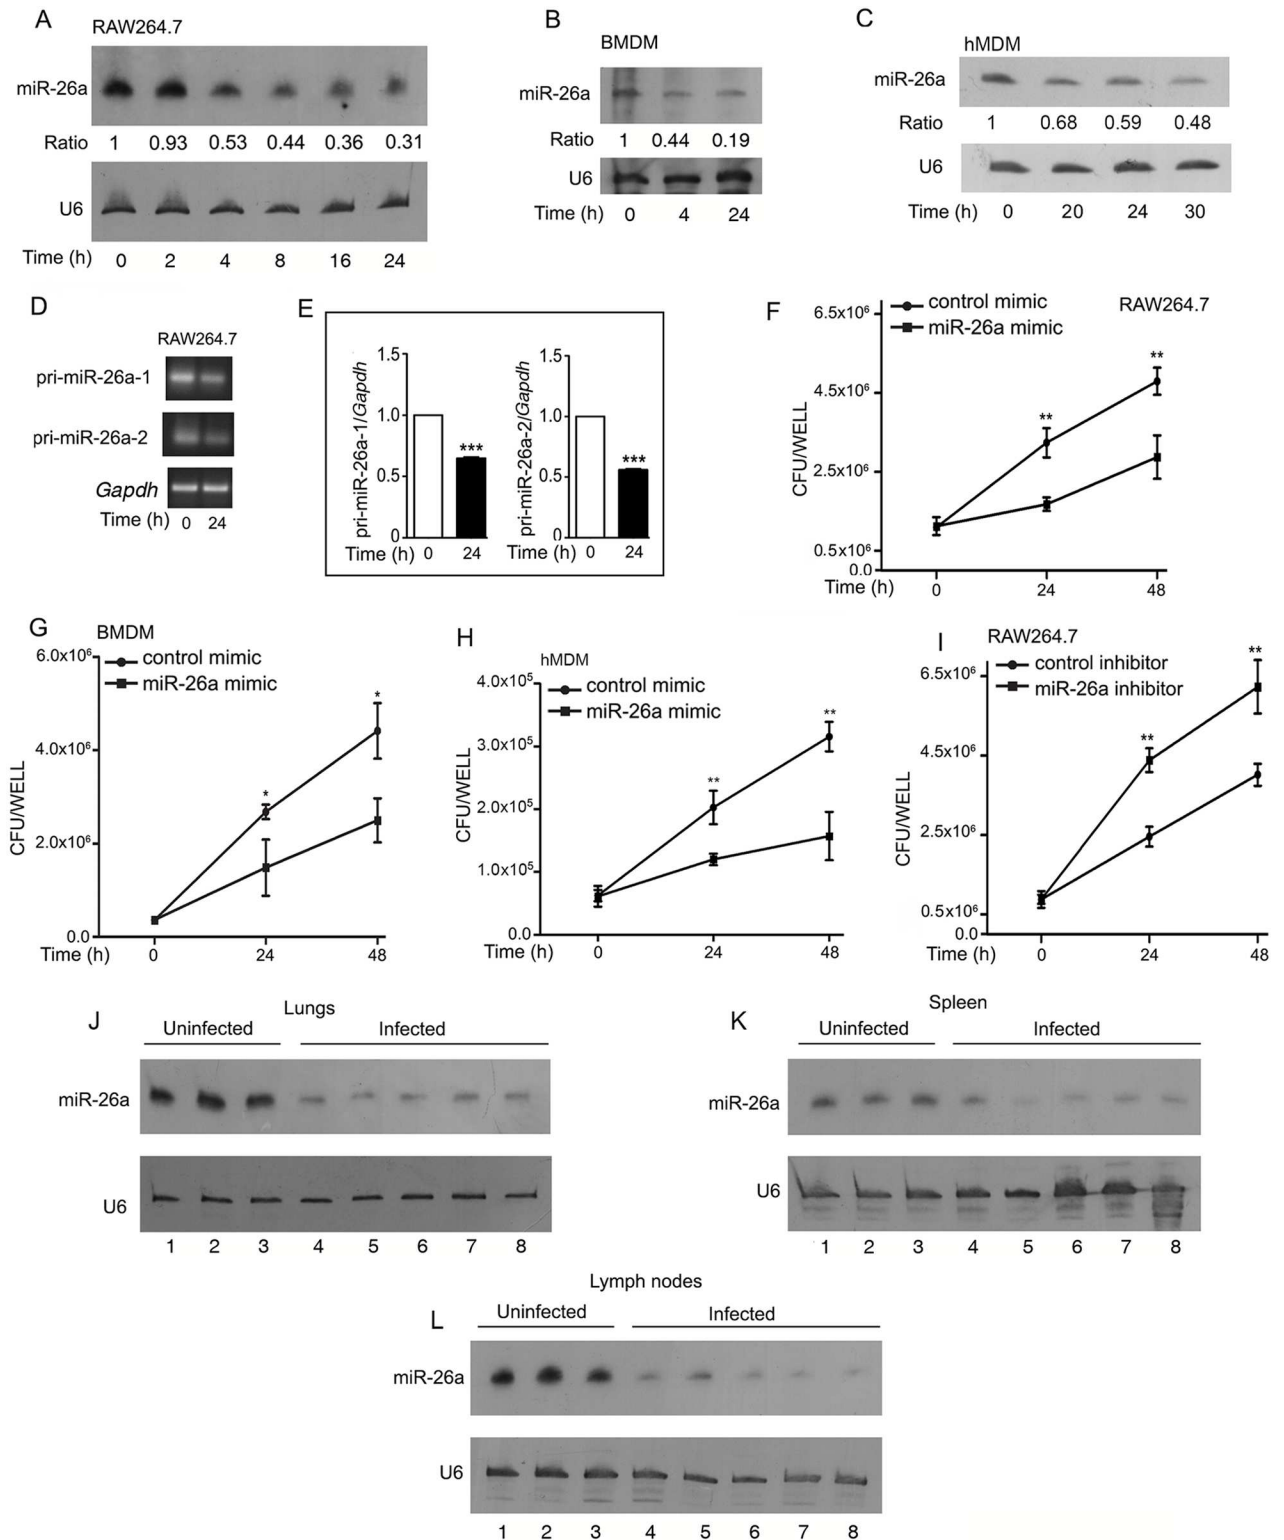 A
RAW264.7
miR-26a
Ratio 1 0.93 0.53 0.44 0.36 0.31
U6
Time (h) 0 2 4 8 16 24
B
BMDM
miR-26a
Ratio 1 0.44 0.19
U6
Time (h) 0 4 24
C
hMDM
miR-26a
Ratio 1 0.68 0.59 0.48
U6
Time (h) 0 20 24 30
D
RAW264.7
pri-miR-26a-1
pri-miR-26a-2
Gapdh
Time (h) 0 24
E
pri-miR-26a-1/Gapdh
1.5
1.0
0.5
0
***
Time (h) 0 24
pri-miR-26a-2/Gapdh
1.5
1.0
0.5
0
***
Time (h) 0 24
F
control mimic
miR-26a mimic
RAW264.7
CFU/WELL
6.5x10⁶
4.5x10⁶
2.5x10⁶
0.5x10⁶
0.0
**
**
Time (h) 0 24 48
G
BMDM
control mimic
miR-26a mimic
CFU/WELL
6.0x10⁶
4.0x10⁶
2.0x10⁶
0.0
*
*
Time (h) 0 24 48
H
hMDM
control mimic
miR-26a mimic
CFU/WELL
4.0x10⁵
3.0x10⁵
2.0x10⁵
1.0x10⁵
0.0
**
**
Time (h) 0 24 48
I
RAW264.7
control inhibitor
miR-26a inhibitor
CFU/WELL
6.5x10⁶
4.5x10⁶
2.5x10⁶
0.5x10⁶
0.0
**
**
Time (h) 0 24 48
J
Lungs
Uninfected Infected
miR-26a
U6
1 2 3 4 5 6 7 8
K
Spleen
Uninfected Infected
miR-26a
U6
1 2 3 4 5 6 7 8
L
Lymph nodes
Uninfected Infected
miR-26a
U6
1 2 3 4 5 6 7 8